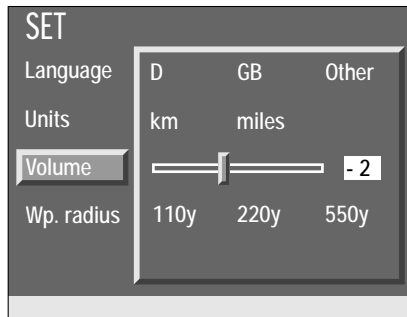 SET
Language D GB Other
Units km miles
Volume - 2
Wp. radius 110y 220y 550y